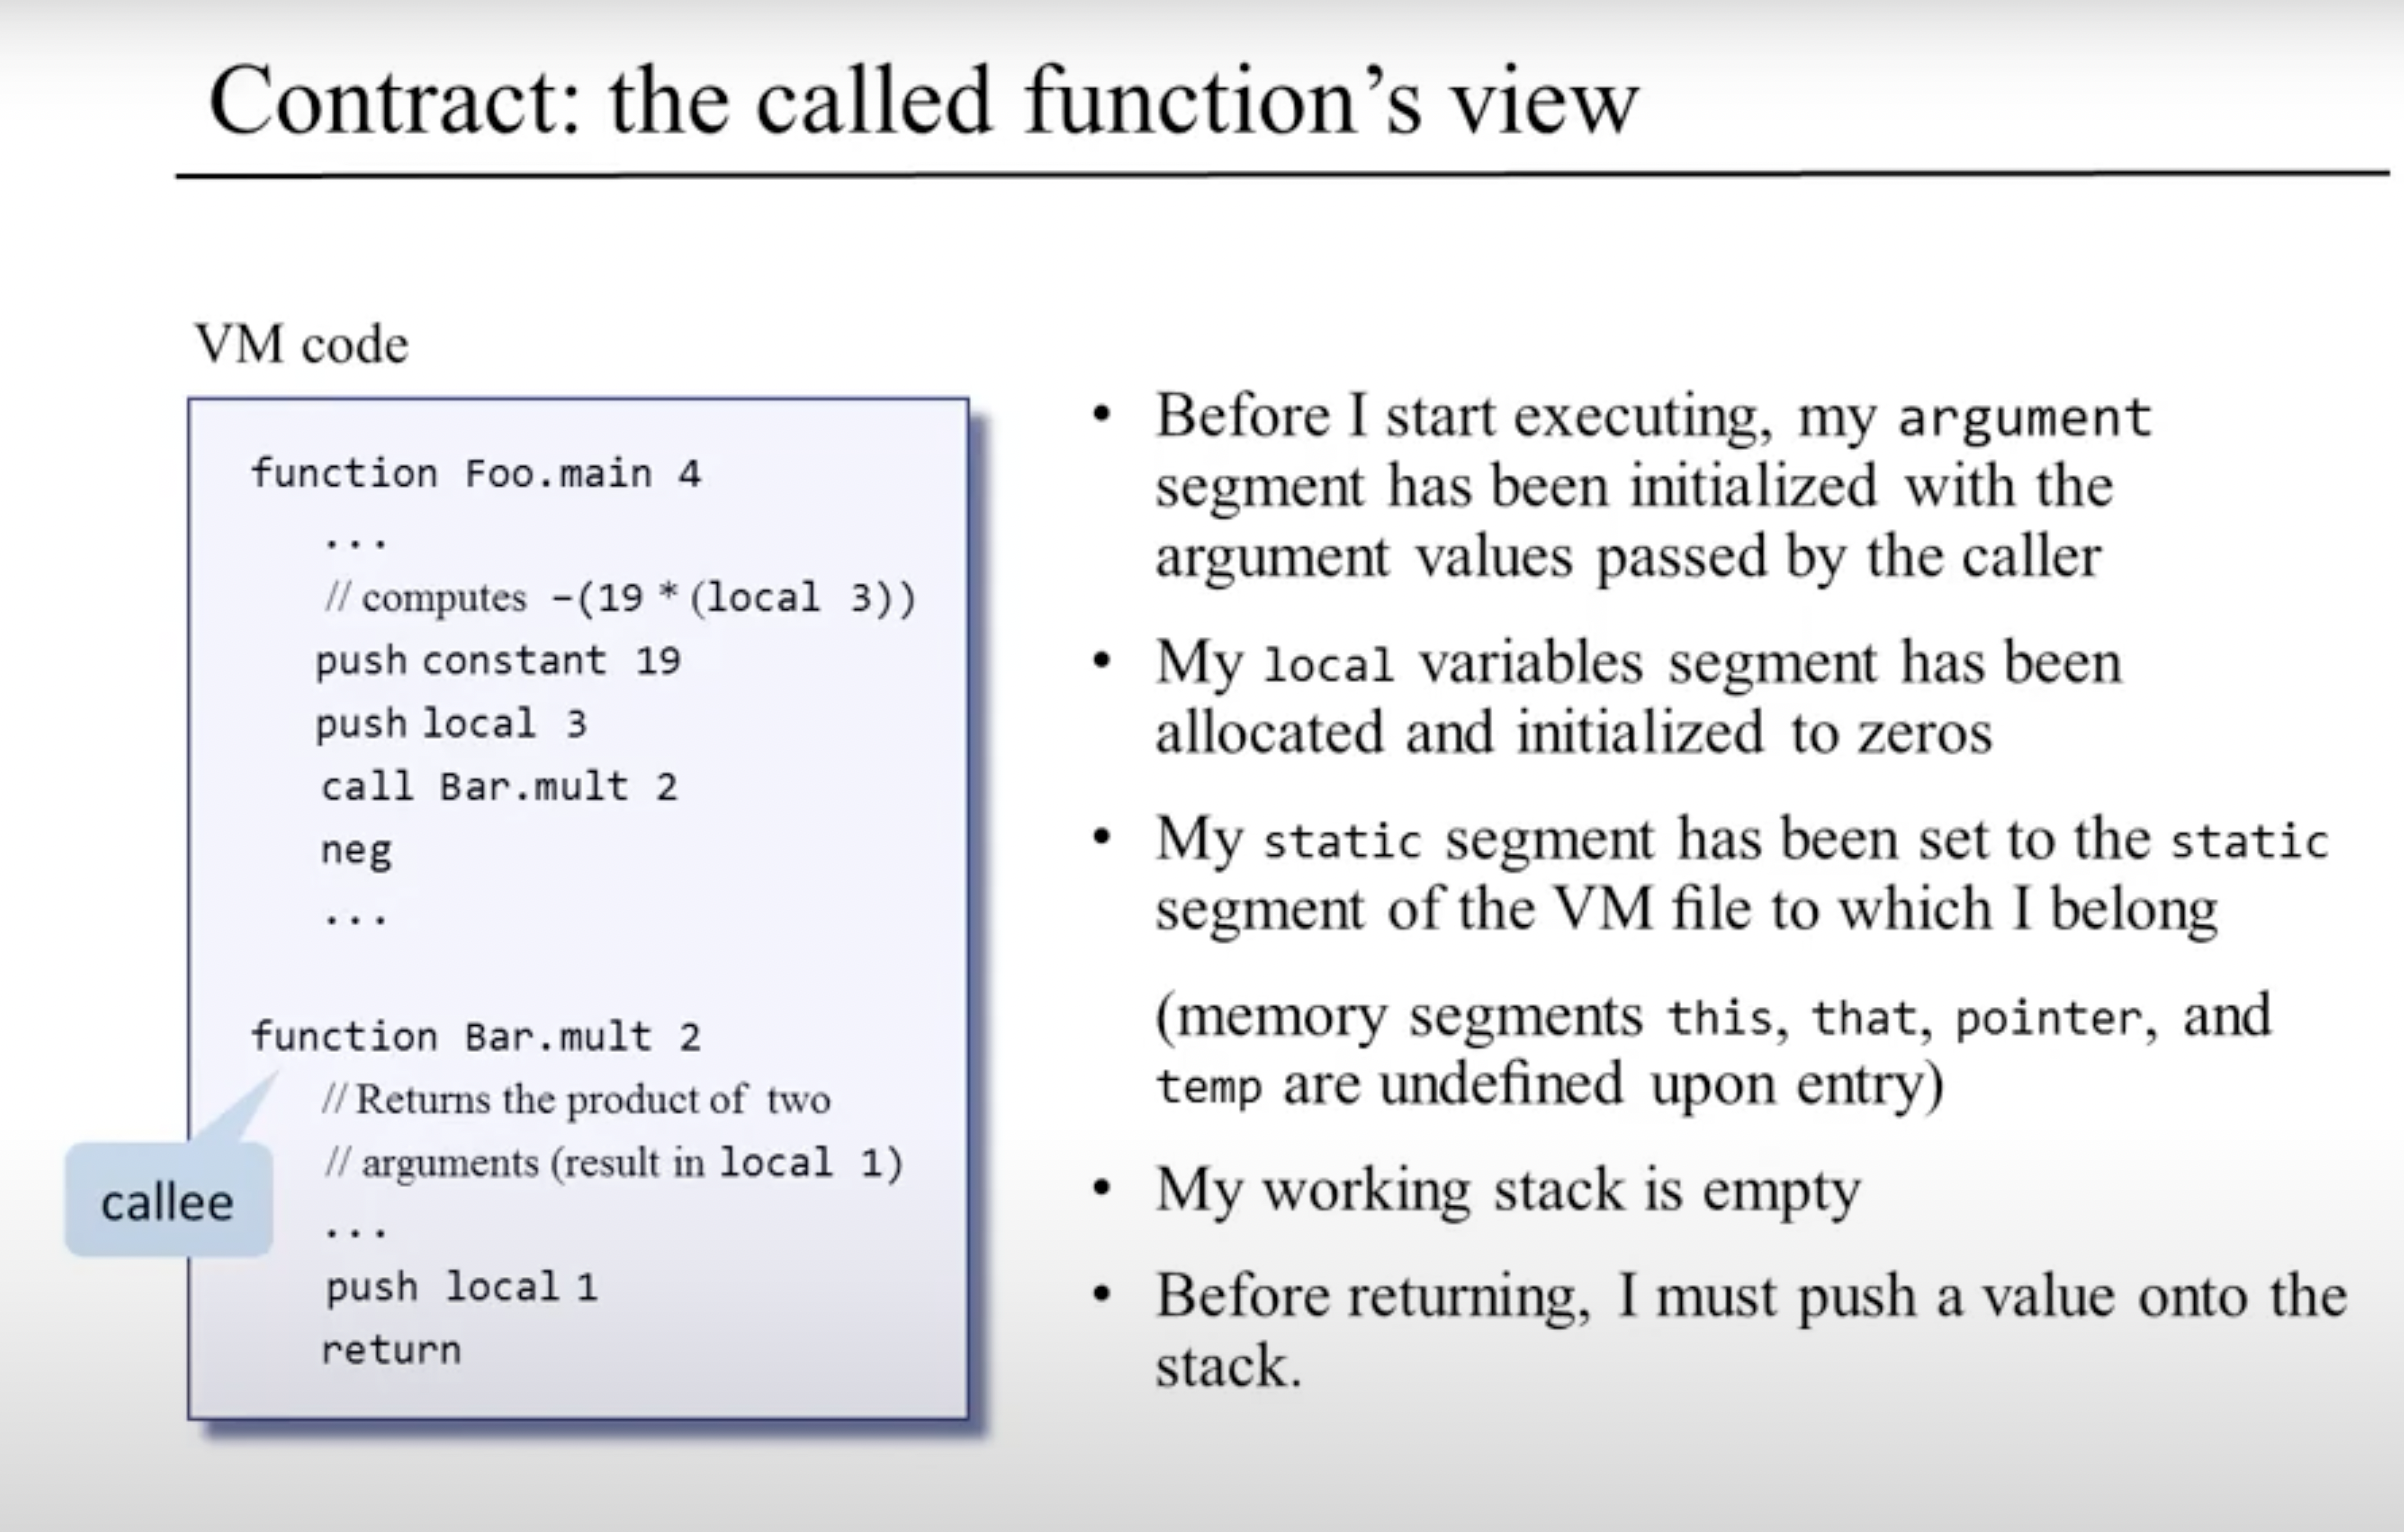 Contract: the called function's view
VM code
function Foo.main 4
...
// computes -(19 * (local 3))
push constant 19
push local 3
call Bar.mult 2
neg
...
function Bar.mult 2
// Returns the product of two
// arguments (result in local 1)
...
push local 1
return
callee
• Before I start executing, my argument
segment has been initialized with the
argument values passed by the caller
• My local variables segment has been
allocated and initialized to zeros
• My static segment has been set to the static
segment of the VM file to which I belong
(memory segments this, that, pointer, and
temp are undefined upon entry)
• My working stack is empty
• Before returning, I must push a value onto the
stack.